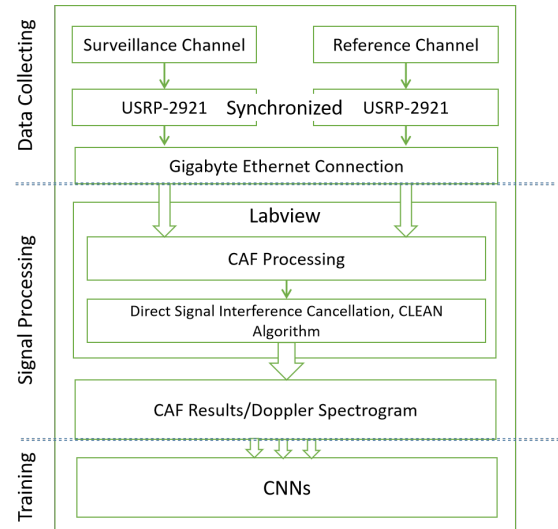 Data Collecting
Surveillance Channel
Reference Channel
USRP-2921
Synchronized
USRP-2921
Gigabyte Ethernet Connection
Signal Processing
Labview
CAF Processing
Direct Signal Interference Cancellation, CLEAN
Algorithm
CAF Results/Doppler Spectrogram
Training
CNNs